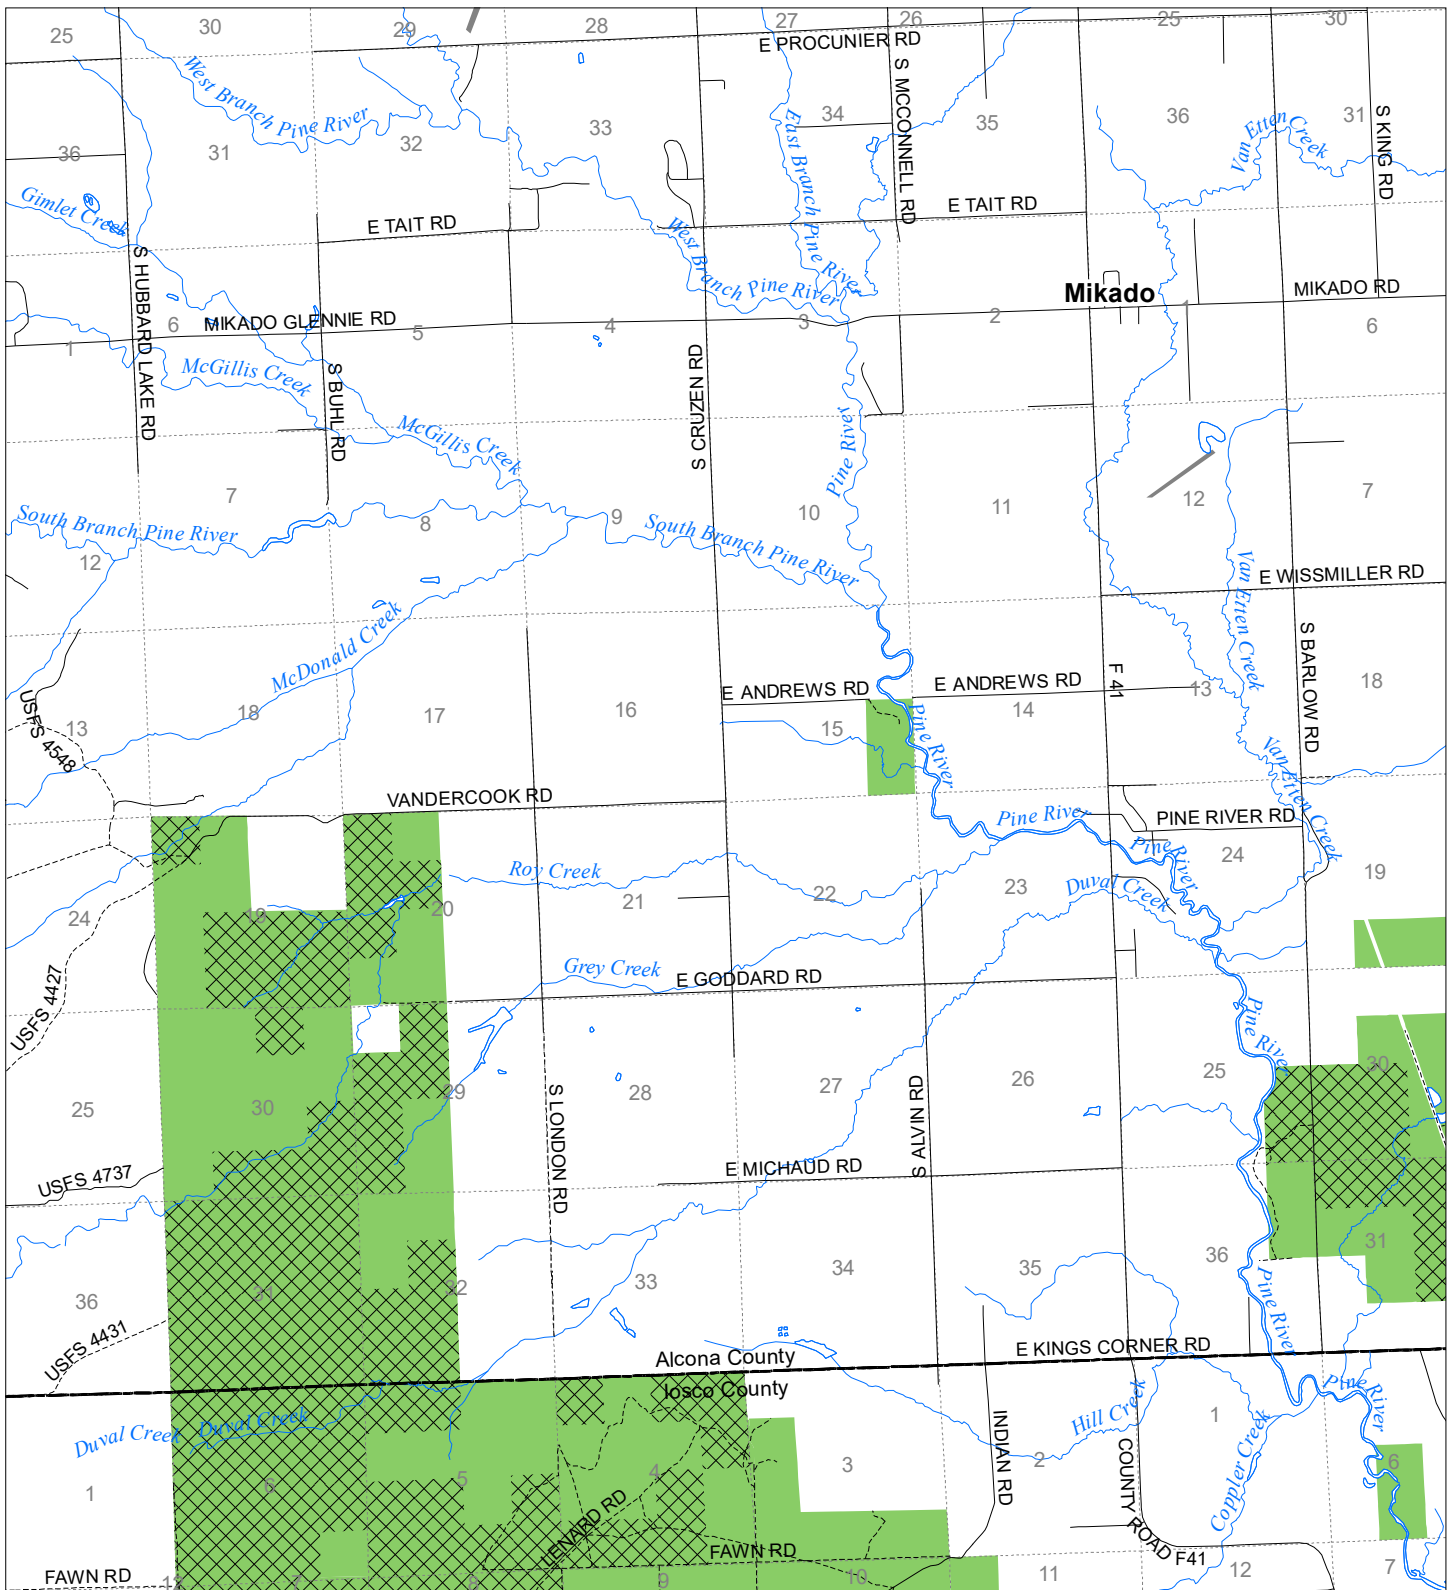 25
30
29
28
27
26
25
30
E PROCUNIER RD
West Branch Pine River
S MCCONNELL RD
36
31
32
33
34
35
36
31
East Branch Pine River
Van Etten Creek
S KING RD
Gimlet Creek
E TAIT RD
E TAIT RD
West Branch Pine River
S HUBBARD LAKE RD
Mikado
MIKADO RD
MIKADO GLENNIE RD
1
6
5
4
3
2
1
6
McGillis Creek
S BUHL RD
S CRUZEN RD
McGillis Creek
Pine River
7
8
9
10
11
12
7
South Branch Pine River
South Branch Pine River
12
Van Etten Creek
E WISSMILLER RD
McDonald Creek
S BARLOW RD
F 41
USFS 4548
E ANDREWS RD
E ANDREWS RD
13
18
17
16
15
14
13
18
Pine River
Van Etten Creek
VANDERCOOK RD
Pine River
PINE RIVER RD
Pine River
Roy Creek
Duval Creek
24
19
20
21
22
23
24
19
USFS 4427
Grey Creek
E GODDARD RD
Pine River
25
30
29
28
27
26
25
30
S LONDON RD
S ALVIN RD
USFS 4737
E MICHAUD RD
36
31
32
33
34
35
36
31
USFS 4431
Pine River
E KINGS CORNER RD
Alcona County
Iosco County
Duval Creek
Duval Creek
Pine River
Hill Creek
Coppler Creek
INDIAN RD
COUNTY ROAD F41
1
6
5
4
3
2
1
6
LENARD RD
FAWN RD
FAWN RD
12
7
8
9
10
11
12
7